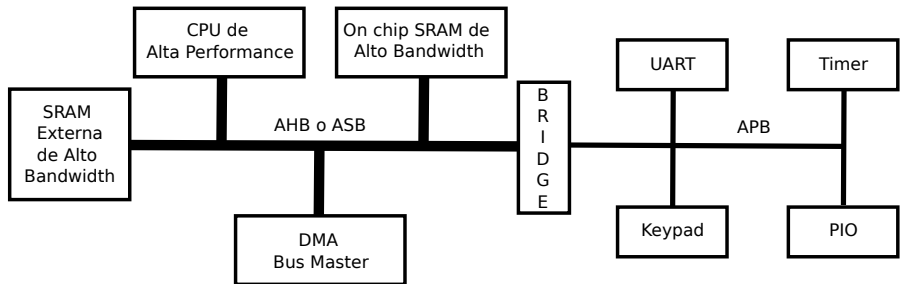 CPU de
Alta Performance
On chip SRAM de
Alto Bandwidth
SRAM
Externa
de Alto
Bandwidth
AHB o ASB
DMA
Bus Master
B
R
I
D
G
E
UART
Timer
APB
Keypad
PIO